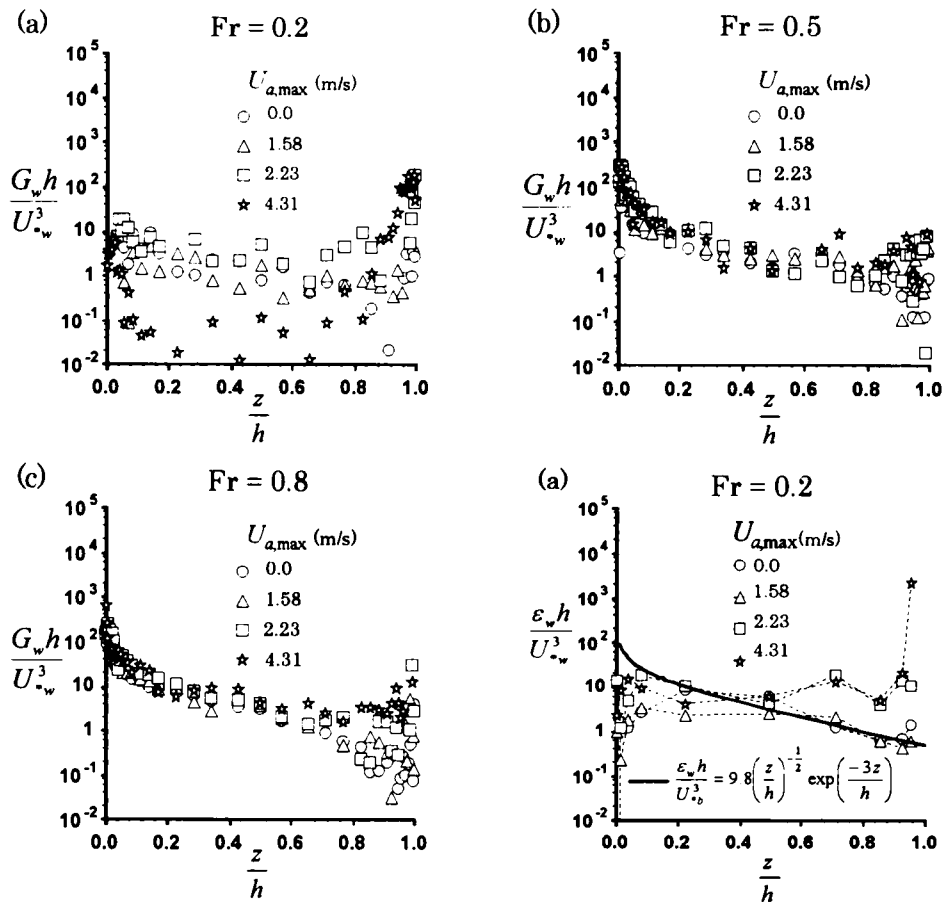 (a) Fr = 0.2
U_{a,max} (m/s)
0.0
1.58
2.23
4.31
G_w h / U_{*w}^3
10^5
10^4
10^3
10^2
10
1
10^{-1}
10^{-2}
0.0 0.2 0.4 0.6 0.8 1.0
z / h
(b) Fr = 0.5
U_{a,max} (m/s)
0.0
1.58
2.23
4.31
G_w h / U_{*w}^3
10^5
10^4
10^3
10^2
10
1
10^{-1}
10^{-2}
0.0 0.2 0.4 0.6 0.8 1.0
z / h
(c) Fr = 0.8
U_{a,max} (m/s)
0.0
1.58
2.23
4.31
G_w h / U_{*w}^3
10^5
10^4
10^3
10^2
10
1
10^{-1}
10^{-2}
0.0 0.2 0.4 0.6 0.8 1.0
z / h
(a) Fr = 0.2
U_{a,max} (m/s)
0.0
1.58
2.23
4.31
ε_w h / U_{*w}^3
10^5
10^4
10^3
10^2
10
1
10^{-1}
10^{-2}
ε_w h / U_{*b}^3 = 9 8 (z / h)^{-1/2} exp(-3z / h)
0.0 0.2 0.4 0.6 0.8 1.0
z / h